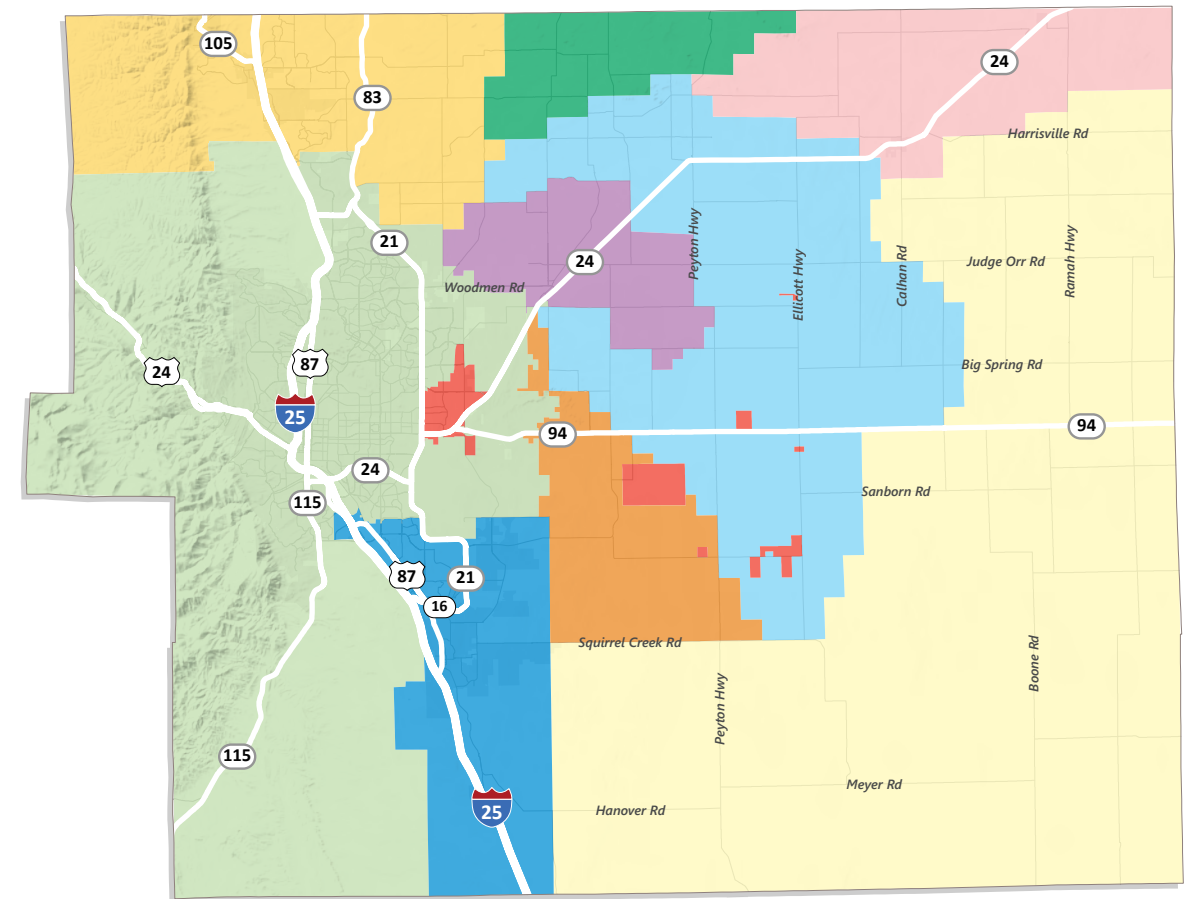 105
24
83
Harrisville Rd
Peyton Hwy
21
Ellicott Hwy
Calhan Rd
Judge Orr Rd
Ramah Hwy
24
Woodmen Rd
87
24
Big Spring Rd
25
94
94
24
Sanborn Rd
115
87
21
16
Squirrel Creek Rd
Boone Rd
Peyton Hwy
115
Meyer Rd
25
Hanover Rd